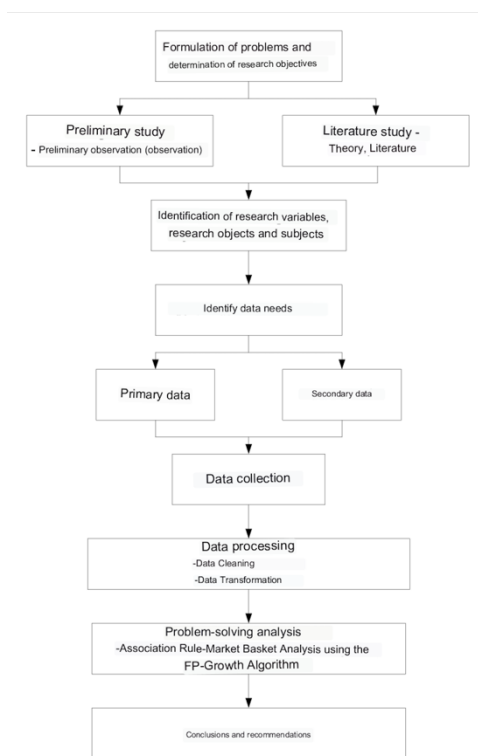 Formulation of problems and
determination of research objectives
Preliminary study
- Preliminary observation (observation)
Literature study -
Theory, Literature
Identification of research variables,
research objects and subjects
Identify data needs
Primary data
Secondary data
Data collection
Data processing
-Data Cleaning
-Data Transformation
Problem-solving analysis
-Association Rule-Market Basket Analysis using the
FP-Growth Algorithm
Conclusions and recommendations